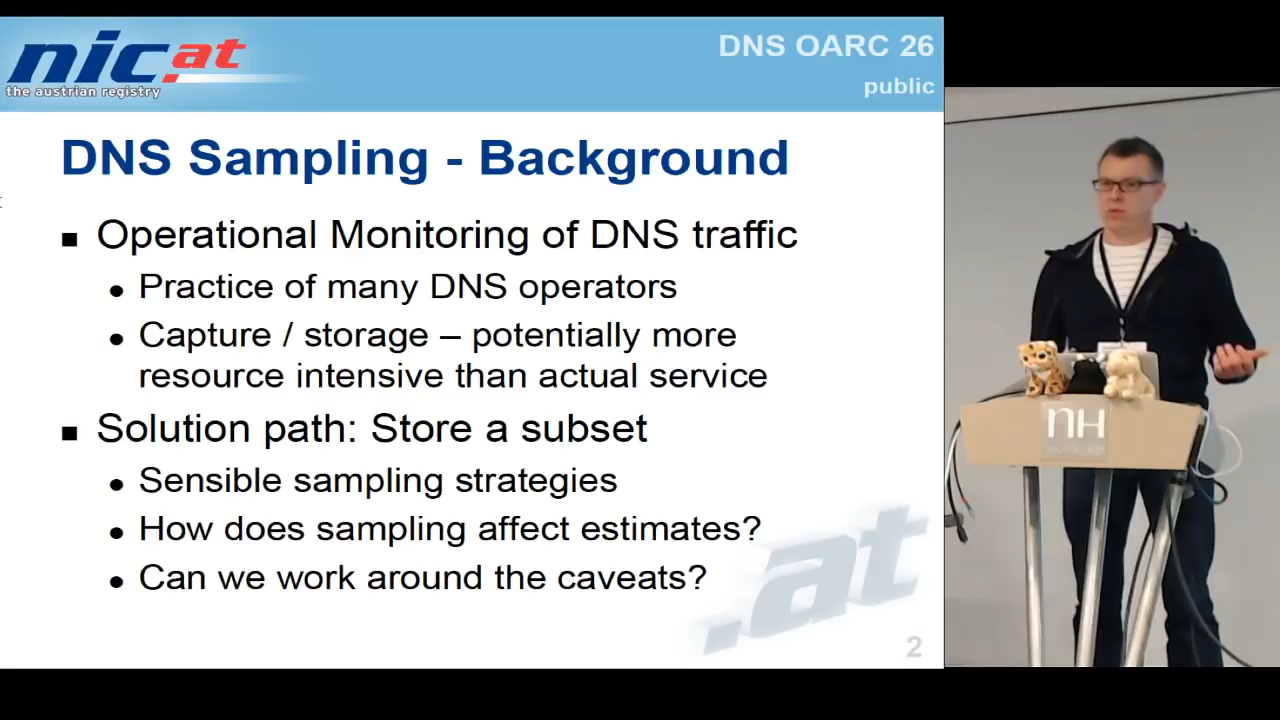 nic.at
the austrian registry
DNS OARC 26
public
DNS Sampling - Background
Operational Monitoring of DNS traffic
Practice of many DNS operators
Capture / storage – potentially more
resource intensive than actual service
Solution path: Store a subset
Sensible sampling strategies
How does sampling affect estimates?
Can we work around the caveats?
.at
2
NH